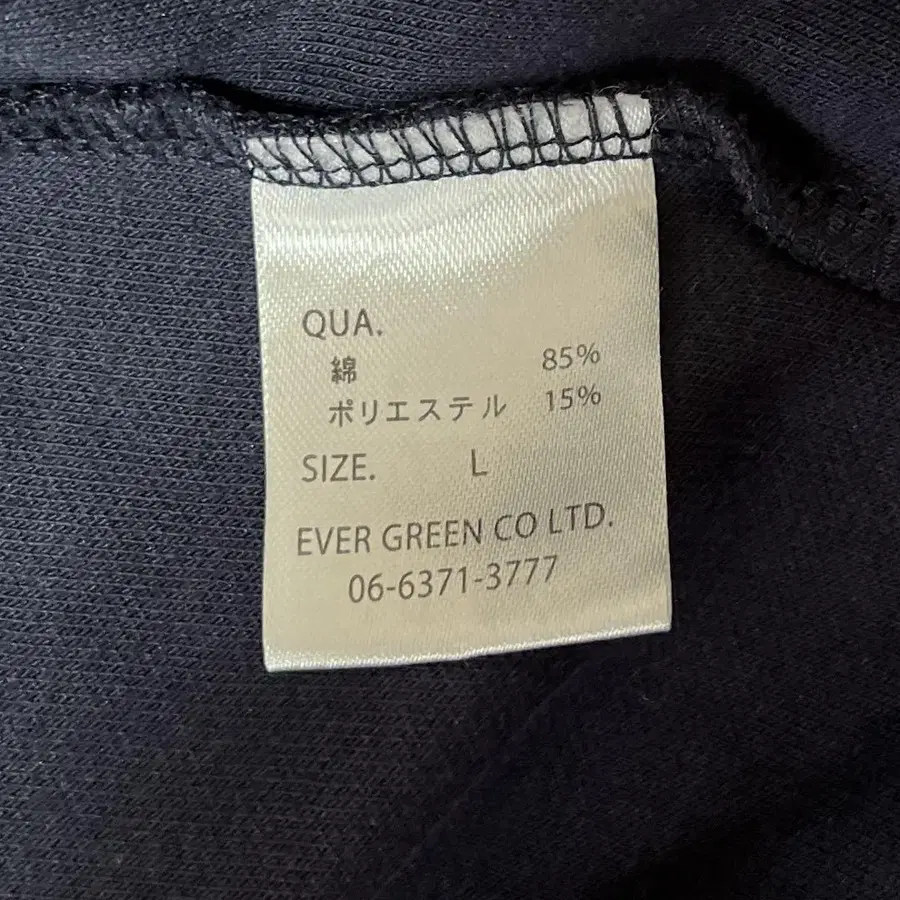 QUA.
綿 85%
ポリエステル 15%
SIZE. L
EVER GREEN CO LTD.
06-6371-3777